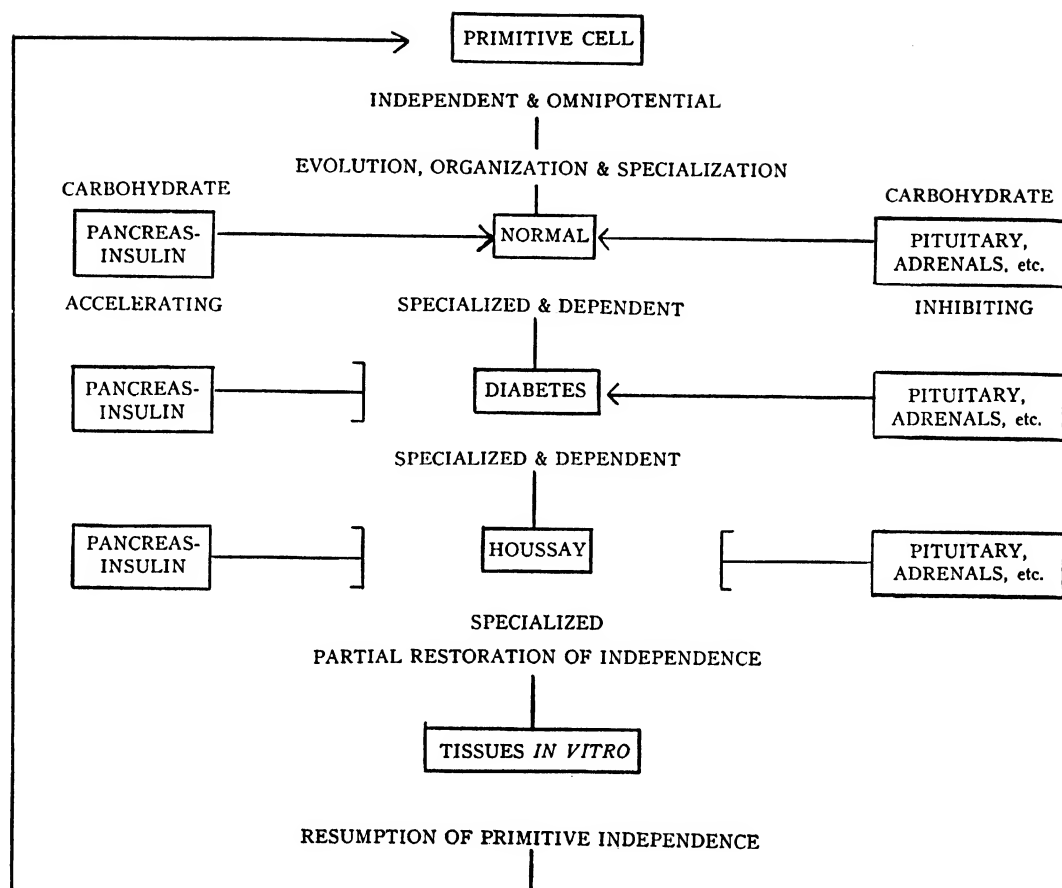 PRIMITIVE CELL
INDEPENDENT & OMNIPOTENTIAL
EVOLUTION, ORGANIZATION & SPECIALIZATION
CARBOHYDRATE
PANCREAS-
INSULIN
ACCELERATING
NORMAL
CARBOHYDRATE
PITUITARY,
ADRENALS, etc.
INHIBITING
SPECIALIZED & DEPENDENT
PANCREAS-
INSULIN
DIABETES
PITUITARY,
ADRENALS, etc.
SPECIALIZED & DEPENDENT
PANCREAS-
INSULIN
HOUSSAY
PITUITARY,
ADRENALS, etc.
SPECIALIZED
PARTIAL RESTORATION OF INDEPENDENCE
TISSUES IN VITRO
RESUMPTION OF PRIMITIVE INDEPENDENCE